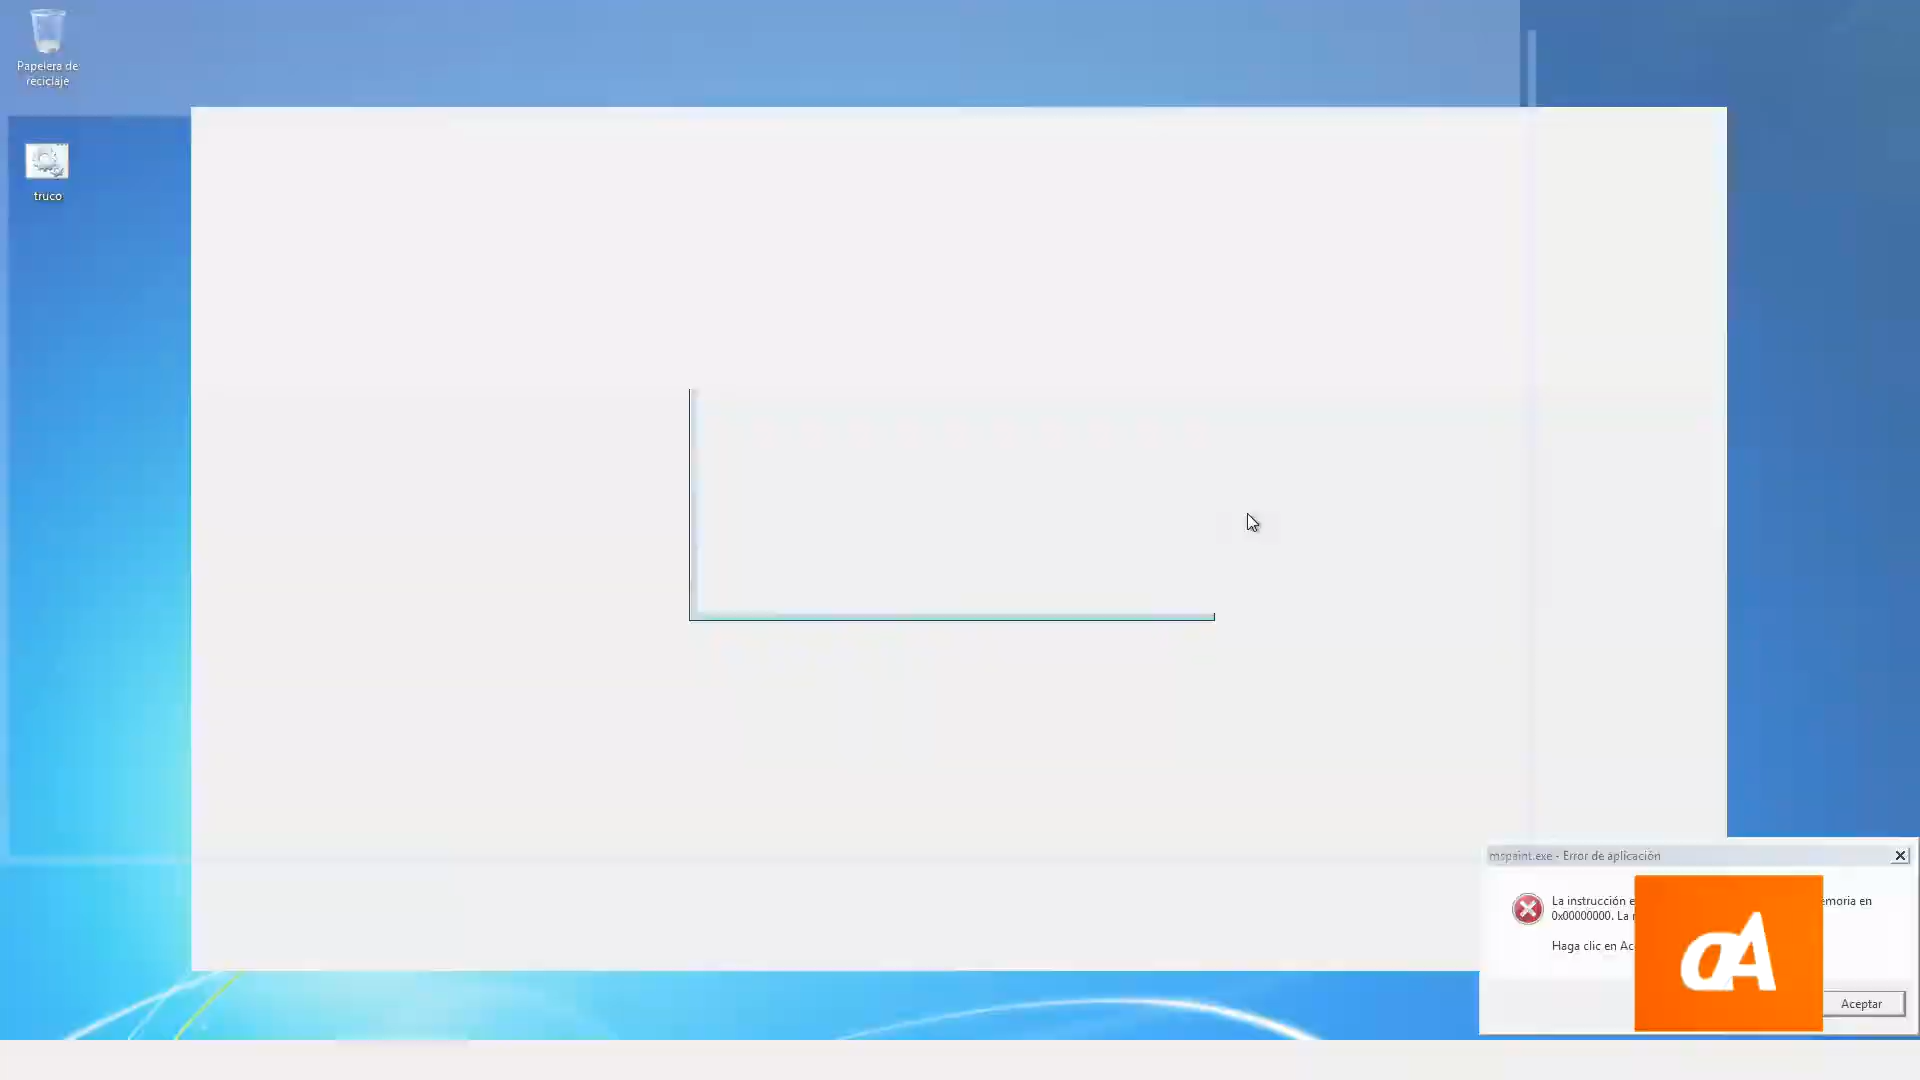 Papelera de
reciclaje
truco
mspaint.exe - Error de aplicación
La instrucción e
emoria en
0x00000000. La
Haga clic en Ac
Aceptar